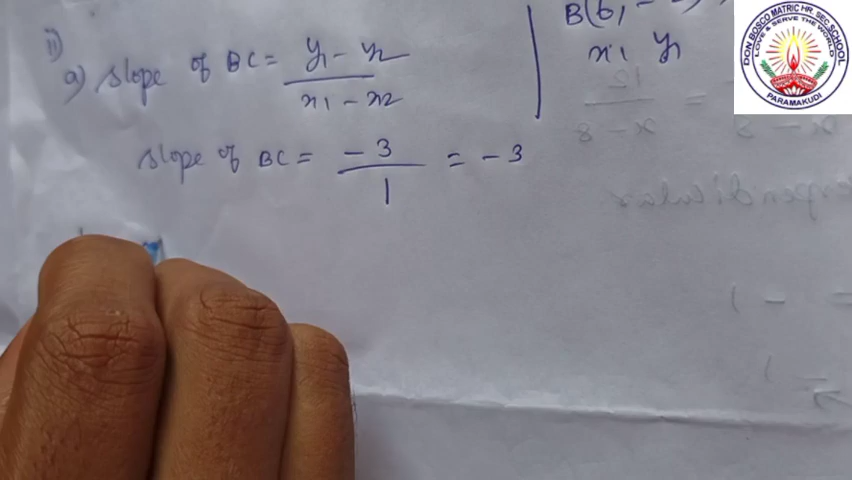 ii)
a) slope of BC = y1 - y2 / x1 - x2
slope of BC = -3 / 1 = -3
B(6, -
x1 y1
DON BOSCO MATRIC HR. SEC. SCHOOL
LOVE & SERVE THE WORLD
PARAMAKUDI